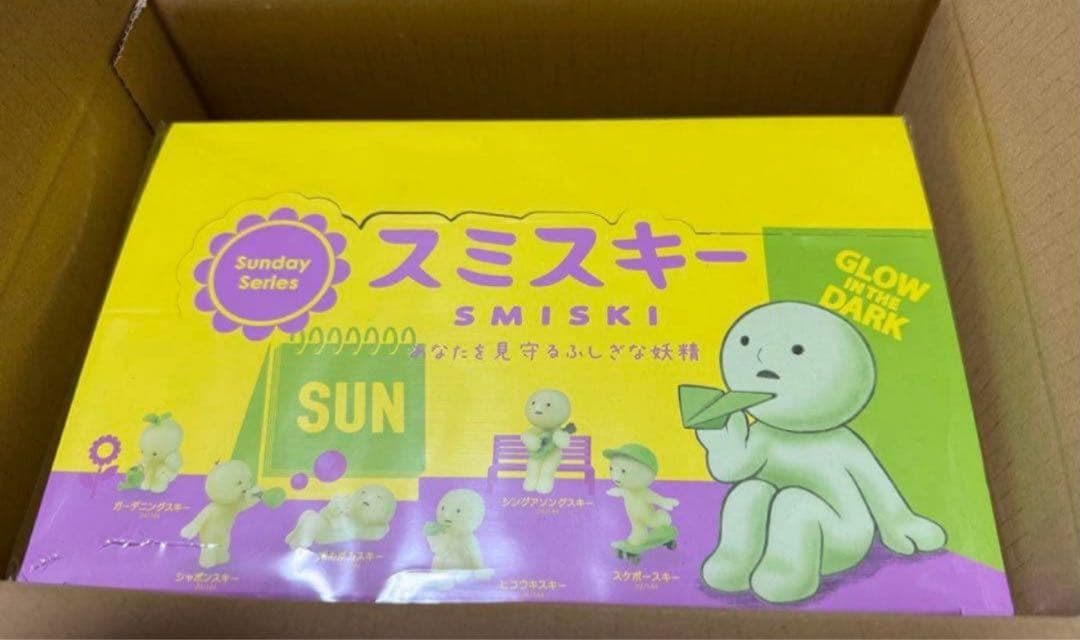 Sunday
Series
スミスキー
SMISKI
あなたを見守るふしぎな妖精
GLOW
IN THE
DARK
SUN
ガーデニングスキー
シャボンスキー
シングアソングスキー
ヒコウキスキー
スケボースキー